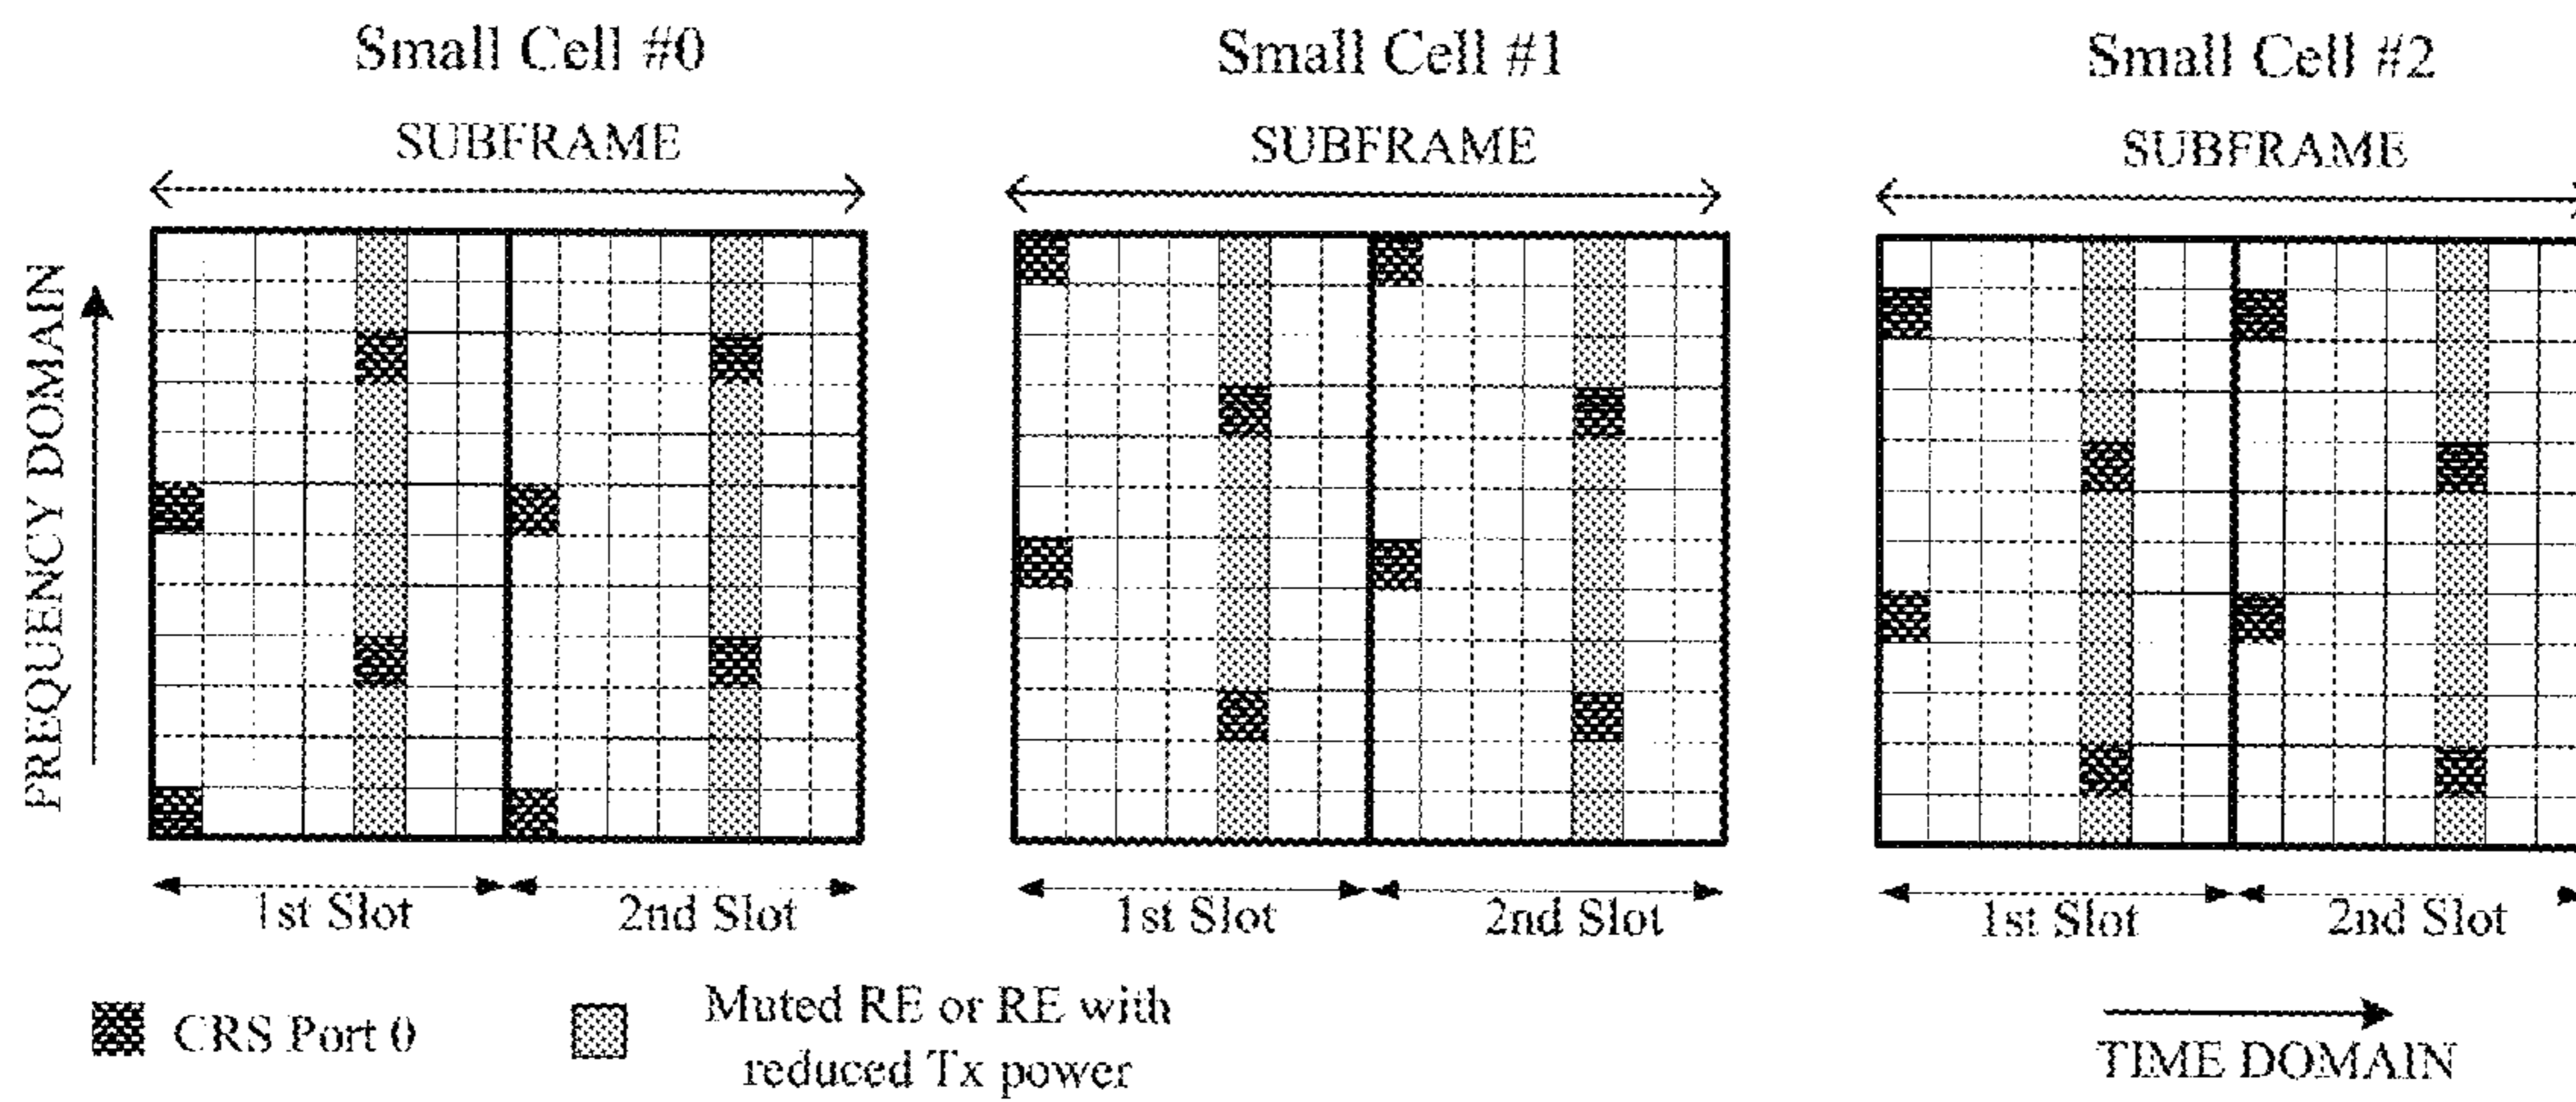 Small Cell #0
Small Cell #1
Small Cell #2
SUBFRAME
SUBFRAME
SUBFRAME
FREQUENCY DOMAIN
1st Slot
2nd Slot
1st Slot
2nd Slot
1st Slot
2nd Slot
CRS Port 0
Muted RE or RE with
reduced Tx power
TIME DOMAIN